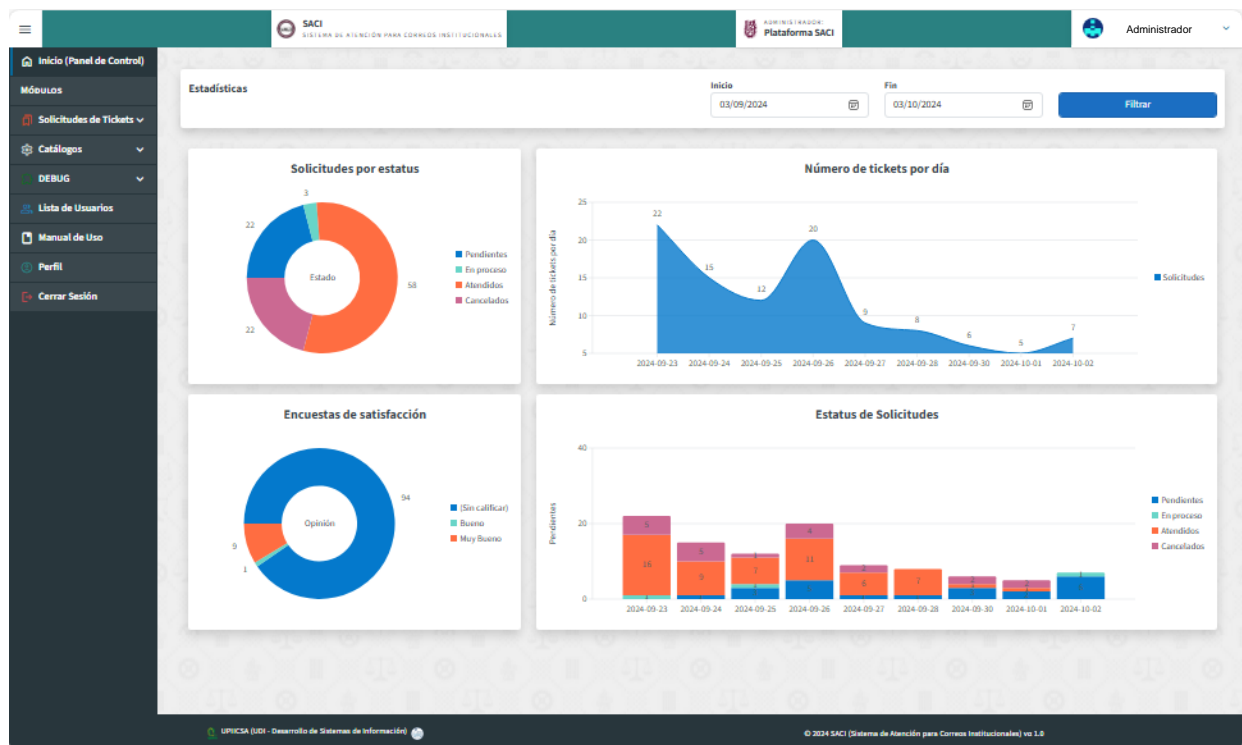 SACI
SISTEMA DE ATENCIÓN PARA CORREOS INSTITUCIONALES
ADMINISTRADOR:
Plataforma SACI
Administrador
Inicio (Panel de Control)
MÓDULOS
Solicitudes de Tickets
Catálogos
DEBUG
Lista de Usuarios
Manual de Uso
Perfil
Cerrar Sesión
Estadísticas
Inicio
03/09/2024
Fin
03/10/2024
Filtrar
Solicitudes por estatus
3
22
58
22
Estado
Pendientes
En proceso
Atendidos
Cancelados
Número de tickets por día
Número de tickets por día
25
20
15
10
5
22
15
12
20
9
8
6
5
7
2024-09-23 2024-09-24 2024-09-25 2024-09-26 2024-09-27 2024-09-28 2024-09-30 2024-10-01 2024-10-02
Solicitudes
Encuestas de satisfacción
94
9
1
Opinión
(Sin calificar)
Bueno
Muy Bueno
Estatus de Solicitudes
Pendientes
40
20
0
5
16
5
9
7
4
11
2
6
7
2
2
2024-09-23 2024-09-24 2024-09-25 2024-09-26 2024-09-27 2024-09-28 2024-09-30 2024-10-01 2024-10-02
Pendientes
En proceso
Atendidos
Cancelados
UPIICSA (UDI - Desarrollo de Sistemas de Información)
© 2024 SACI (Sistema de Atención para Correos Institucionales) va 1.0